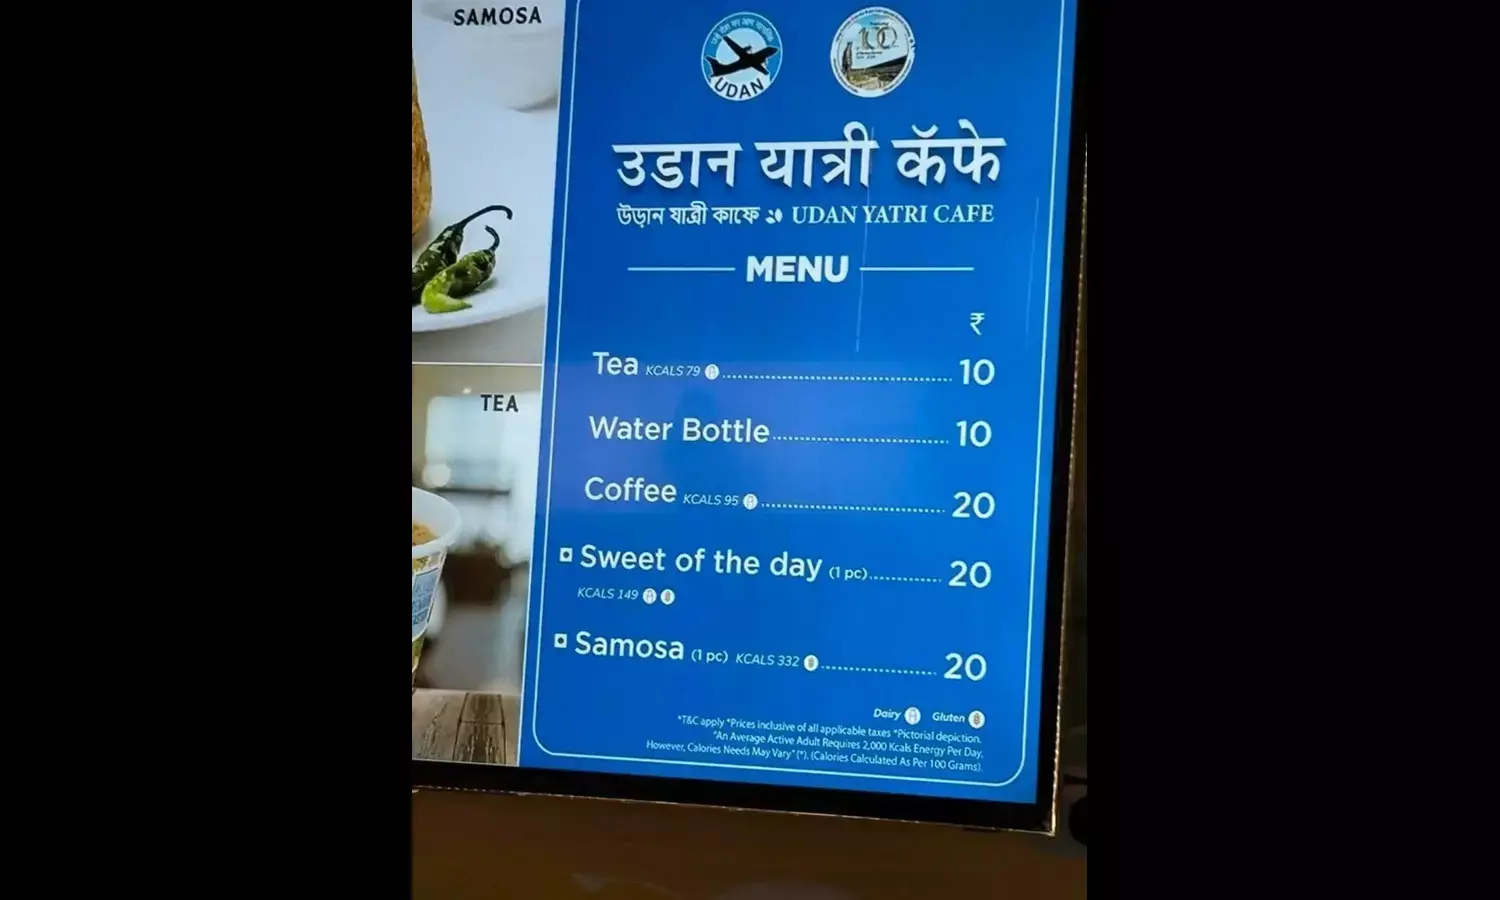 SAMOSA
TEA
UDAN
100
उडान यात्री कॅफे
উড়ান যাত্রী কাফে UDAN YATRI CAFE
MENU
₹
Tea KCALS 79 10
Water Bottle 10
Coffee KCALS 95 20
Sweet of the day (1 pc) 20
KCALS 149
Samosa (1 pc) KCALS 332 20
Dairy Gluten
*T&C apply *Prices inclusive of all applicable taxes *Pictorial depiction.
"An Average Active Adult Requires 2,000 Kcals Energy Per Day,
However, Calories Needs May Vary" (*). (Calories Calculated As Per 100 Grams).